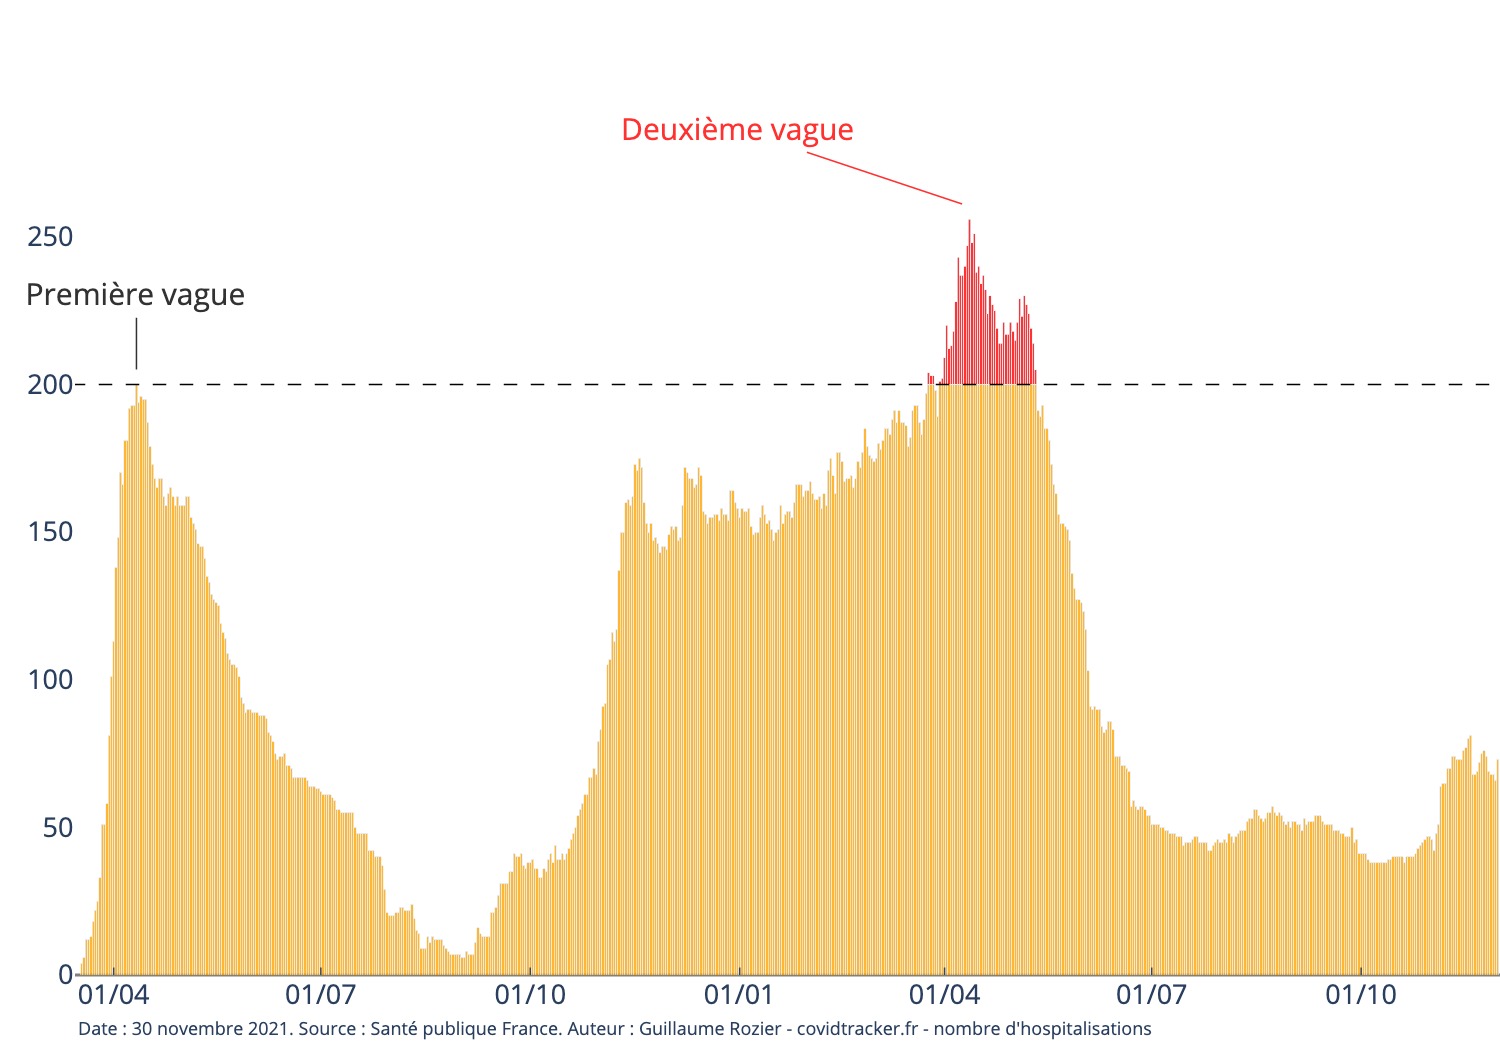 Deuxième vague
250
Première vague
200
150
100
50
0
01/04 01/07 01/10 01/01 01/04 01/07 01/10
Date : 30 novembre 2021. Source : Santé publique France. Auteur : Guillaume Rozier - covidtracker.fr - nombre d'hospitalisations